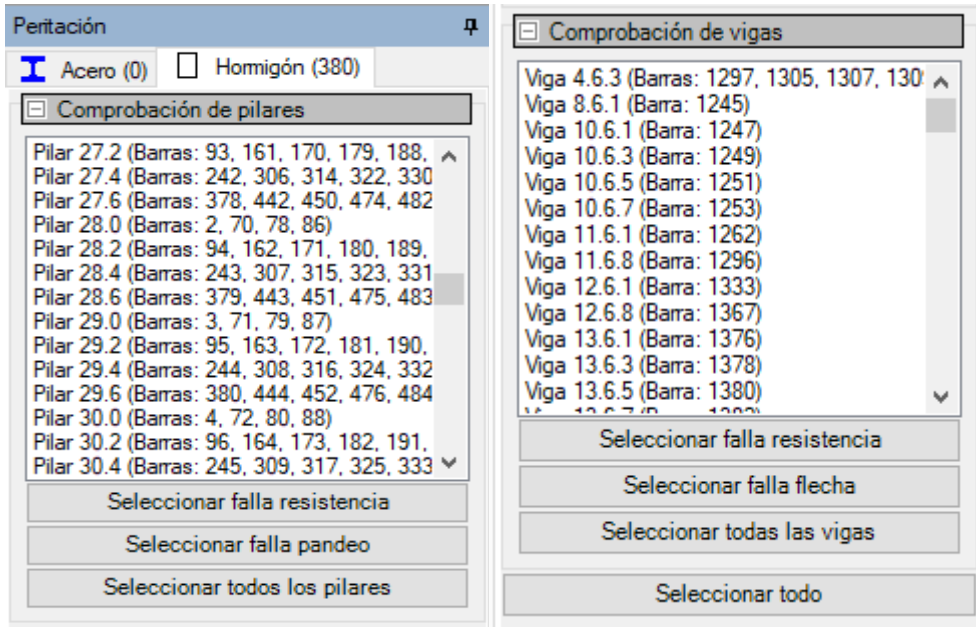 Peritación
Acero (0)
Hormigón (380)
Comprobación de pilares
Pilar 27.2 (Barras: 93, 161, 170, 179, 188,
Pilar 27.4 (Barras: 242, 306, 314, 322, 330
Pilar 27.6 (Barras: 378, 442, 450, 474, 482
Pilar 28.0 (Barras: 2, 70, 78, 86)
Pilar 28.2 (Barras: 94, 162, 171, 180, 189,
Pilar 28.4 (Barras: 243, 307, 315, 323, 331
Pilar 28.6 (Barras: 379, 443, 451, 475, 483
Pilar 29.0 (Barras: 3, 71, 79, 87)
Pilar 29.2 (Barras: 95, 163, 172, 181, 190,
Pilar 29.4 (Barras: 244, 308, 316, 324, 332
Pilar 29.6 (Barras: 380, 444, 452, 476, 484
Pilar 30.0 (Barras: 4, 72, 80, 88)
Pilar 30.2 (Barras: 96, 164, 173, 182, 191,
Pilar 30.4 (Barras: 245, 309, 317, 325, 333
Seleccionar falla resistencia
Seleccionar falla pandeo
Seleccionar todos los pilares
Comprobación de vigas
Viga 4.6.3 (Barras: 1297, 1305, 1307, 130
Viga 8.6.1 (Barra: 1245)
Viga 10.6.1 (Barra: 1247)
Viga 10.6.3 (Barra: 1249)
Viga 10.6.5 (Barra: 1251)
Viga 10.6.7 (Barra: 1253)
Viga 11.6.1 (Barra: 1262)
Viga 11.6.8 (Barra: 1296)
Viga 12.6.1 (Barra: 1333)
Viga 12.6.8 (Barra: 1367)
Viga 13.6.1 (Barra: 1376)
Viga 13.6.3 (Barra: 1378)
Viga 13.6.5 (Barra: 1380)
Seleccionar falla resistencia
Seleccionar falla flecha
Seleccionar todas las vigas
Seleccionar todo